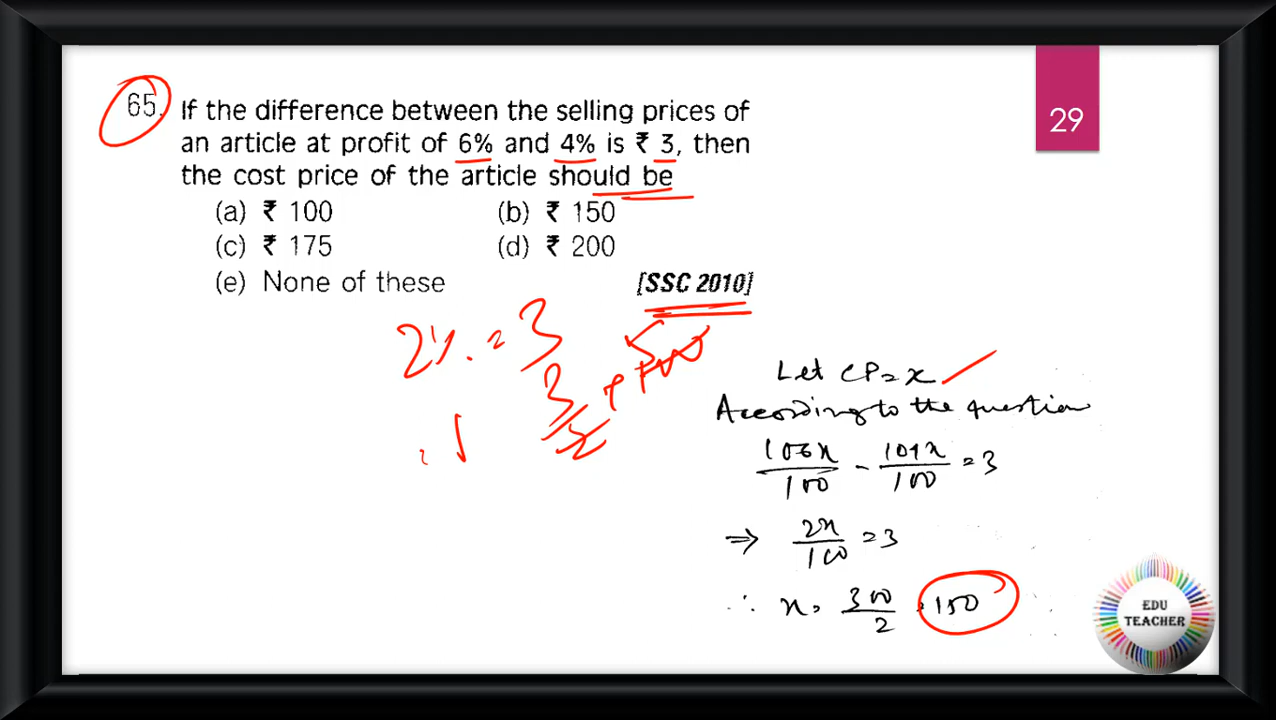 29
65. If the difference between the selling prices of
an article at profit of 6% and 4% is ₹ 3, then
the cost price of the article should be
(a) ₹ 100 (b) ₹ 150
(c) ₹ 175 (d) ₹ 200
(e) None of these [SSC 2010]
2% = 3
3/2 × 100
Let CP = x
According to the question
106x/100 - 104x/100 = 3
⇒ 2x/100 = 3
∴ x = 300/2 = 150
EDU
TEACHER